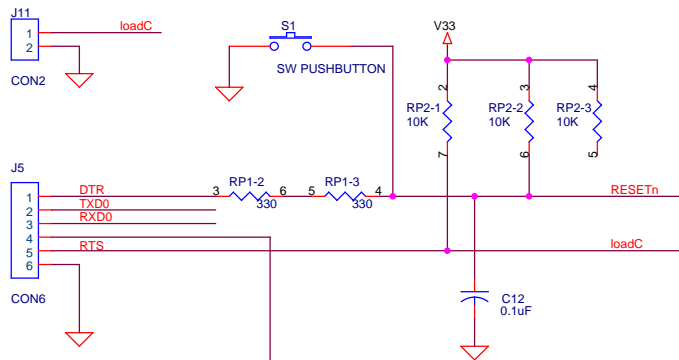 J11
1
loadC
2
CON2
S1
SW PUSHBUTTON
V33
2
RP2-1
10K
7
3
RP2-2
10K
6
4
RP2-3
10K
5
J5
1
DTR
2
TXD0
3
RXD0
4
5
RTS
6
CON6
3
RP1-2
330
6
5
RP1-3
330
4
RESETn
loadC
C12
0.1uF